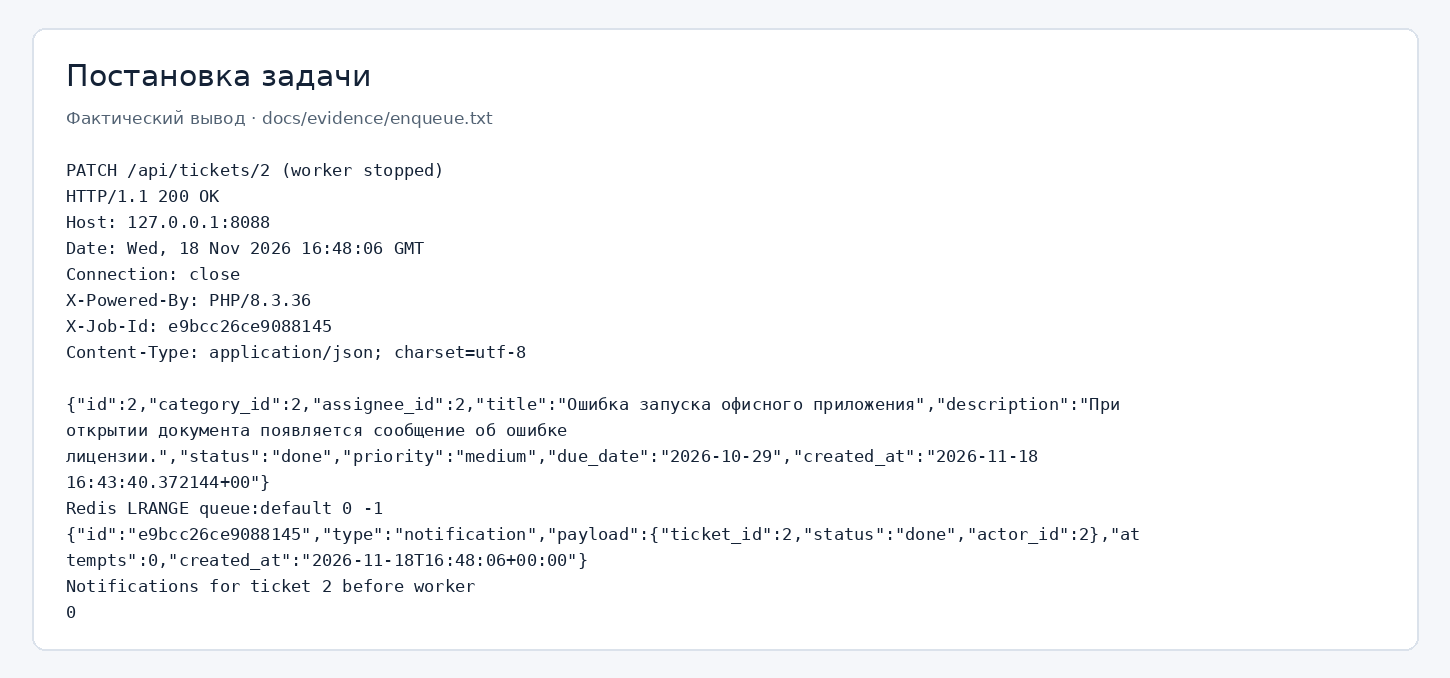 Постановка задачи
Фактический вывод · docs/evidence/enqueue.txt
PATCH /api/tickets/2 (worker stopped)
HTTP/1.1 200 OK
Host: 127.0.0.1:8088
Date: Wed, 18 Nov 2026 16:48:06 GMT
Connection: close
X-Powered-By: PHP/8.3.36
X-Job-Id: e9bcc26ce9088145
Content-Type: application/json; charset=utf-8
{"id":2,"category_id":2,"assignee_id":2,"title":"Ошибка запуска офисного приложения","description":"При
открытии документа появляется сообщение об ошибке
лицензии.","status":"done","priority":"medium","due_date":"2026-10-29","created_at":"2026-11-18
16:43:40.372144+00"}
Redis LRANGE queue:default 0 -1
{"id":"e9bcc26ce9088145","type":"notification","payload":{"ticket_id":2,"status":"done","actor_id":2},"at
tempts":0,"created_at":"2026-11-18T16:48:06+00:00"}
Notifications for ticket 2 before worker
0